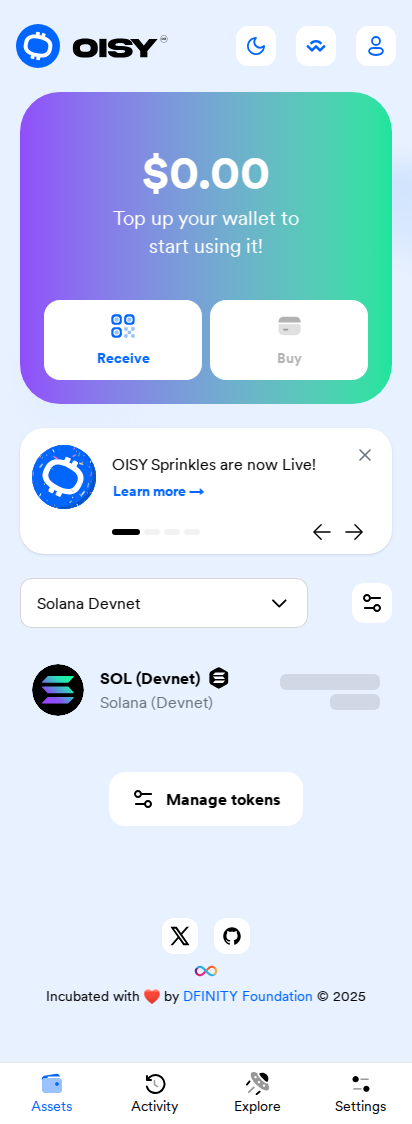 OISY
$0.00
Top up your wallet to
start using it!
Receive
Buy
OISY Sprinkles are now Live!
Learn more →
Solana Devnet
SOL (Devnet)
Solana (Devnet)
Manage tokens
Incubated with ❤️ by DFINITY Foundation © 2025
Assets
Activity
Explore
Settings